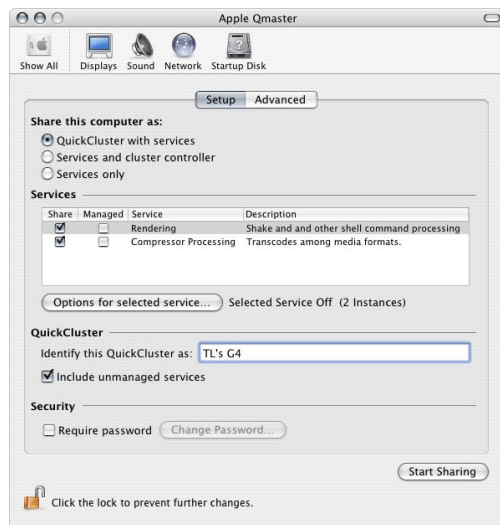 Apple Qmaster
Show All Displays Sound Network Startup Disk
Setup Advanced
Share this computer as:
QuickCluster with services
Services and cluster controller
Services only
Services
Share Managed Service Description
Rendering Shake and and other shell command processing
Compressor Processing Transcodes among media formats.
Options for selected service... Selected Service Off (2 Instances)
QuickCluster
Identify this QuickCluster as: TL's G4
Include unmanaged services
Security
Require password Change Password...
Start Sharing
Click the lock to prevent further changes.